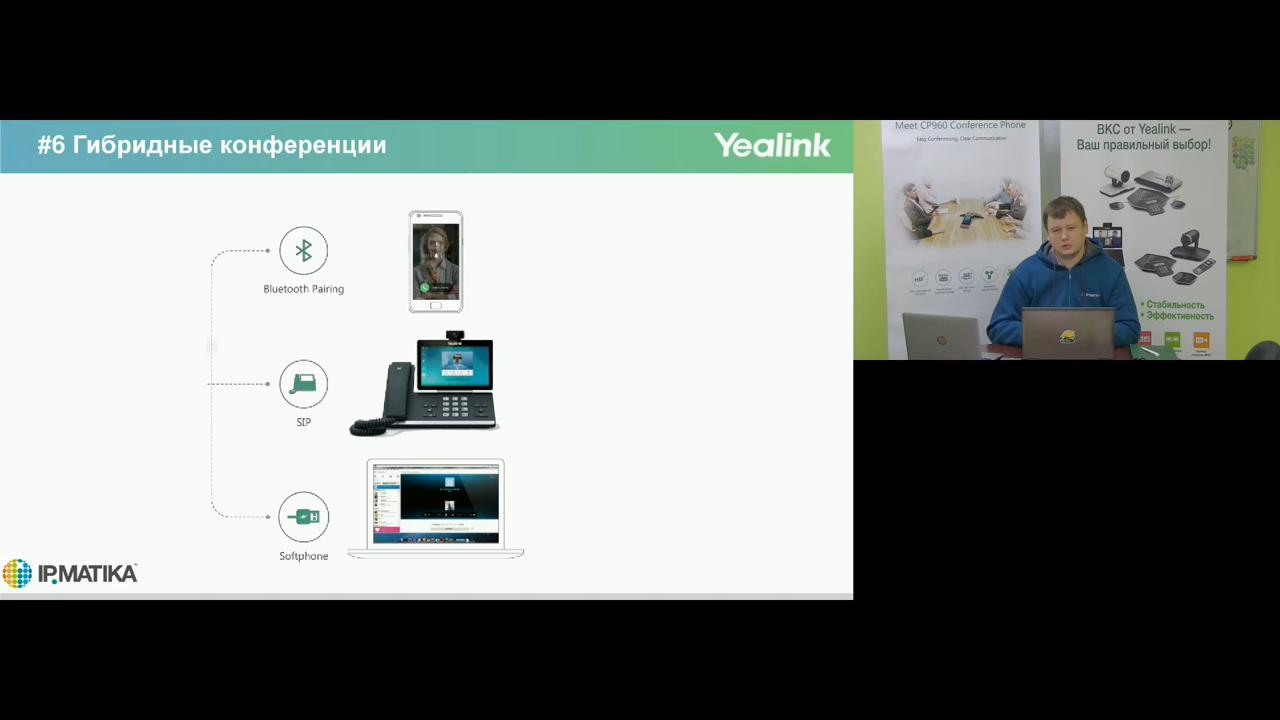 #6 Гибридные конференции
Yealink
Bluetooth Pairing
SIP
Softphone
IPMATIKA
Meet CP960 Conference Phone
Easy Conferencing, Clear Communication
ВКС от Yealink —
Ваш правильный выбор!
• Стабильность
• Эффективность